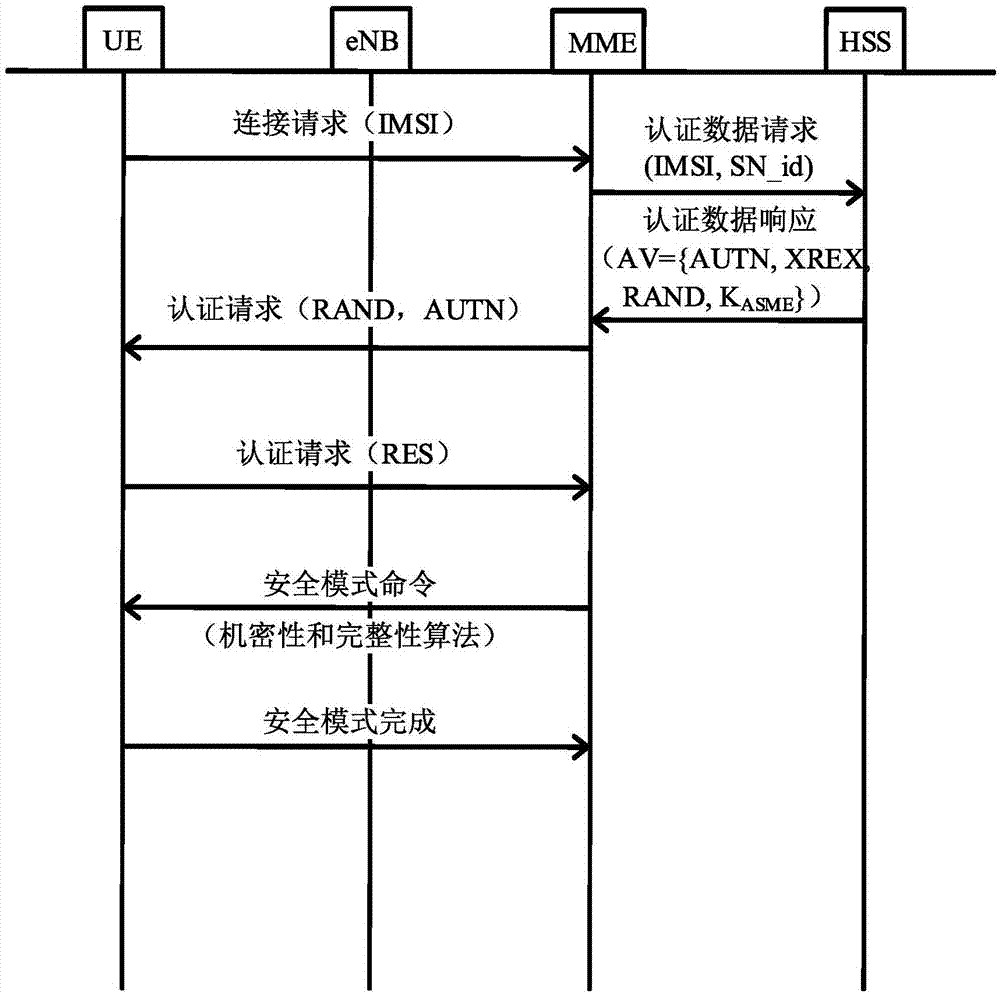 UE
eNB
MME
HSS
连接请求（IMSI）
认证数据请求
(IMSI, SN_id)
认证数据响应
（AV={AUTN, XREX,
RAND, KASME}）
认证请求（RAND，AUTN）
认证请求（RES）
安全模式命令
（机密性和完整性算法）
安全模式完成